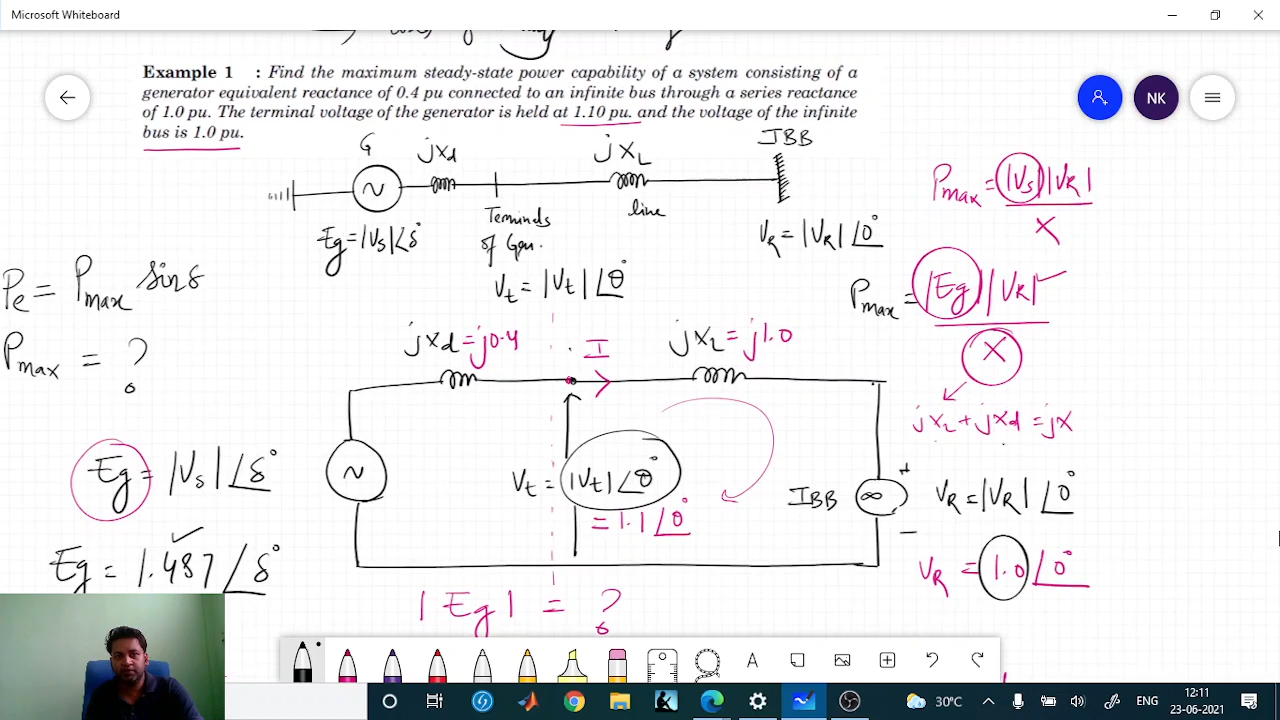 Microsoft Whiteboard
Example 1 : Find the maximum steady-state power capability of a system consisting of a
generator equivalent reactance of 0.4 pu connected to an infinite bus through a series reactance
of 1.0 pu. The terminal voltage of the generator is held at 1.10 pu. and the voltage of the infinite
bus is 1.0 pu.
NK
G
jXd
jXL
IBB
Terminals
of Gen.
line
Eg = |Vs| ∠δ°
Vt = |Vt| ∠θ°
VR = |VR| ∠0°
Pmax = |Vs| |VR| / X
Pmax = |Eg| |VR| / X
jXL + jXd = jX
Pe = Pmax sin δ
Pmax = ?
jXd = j0.4
I
jXL = j1.0
Eg = |Vs| ∠δ°
Eg = 1.487 ∠δ°
Vt = |Vt| ∠θ°
= 1.1 ∠θ°
IBB
∞
+
−
VR = |VR| ∠0°
VR = 1.0 ∠0°
|Eg| = ?
A
30°C
ENG
12:11
23-06-2021